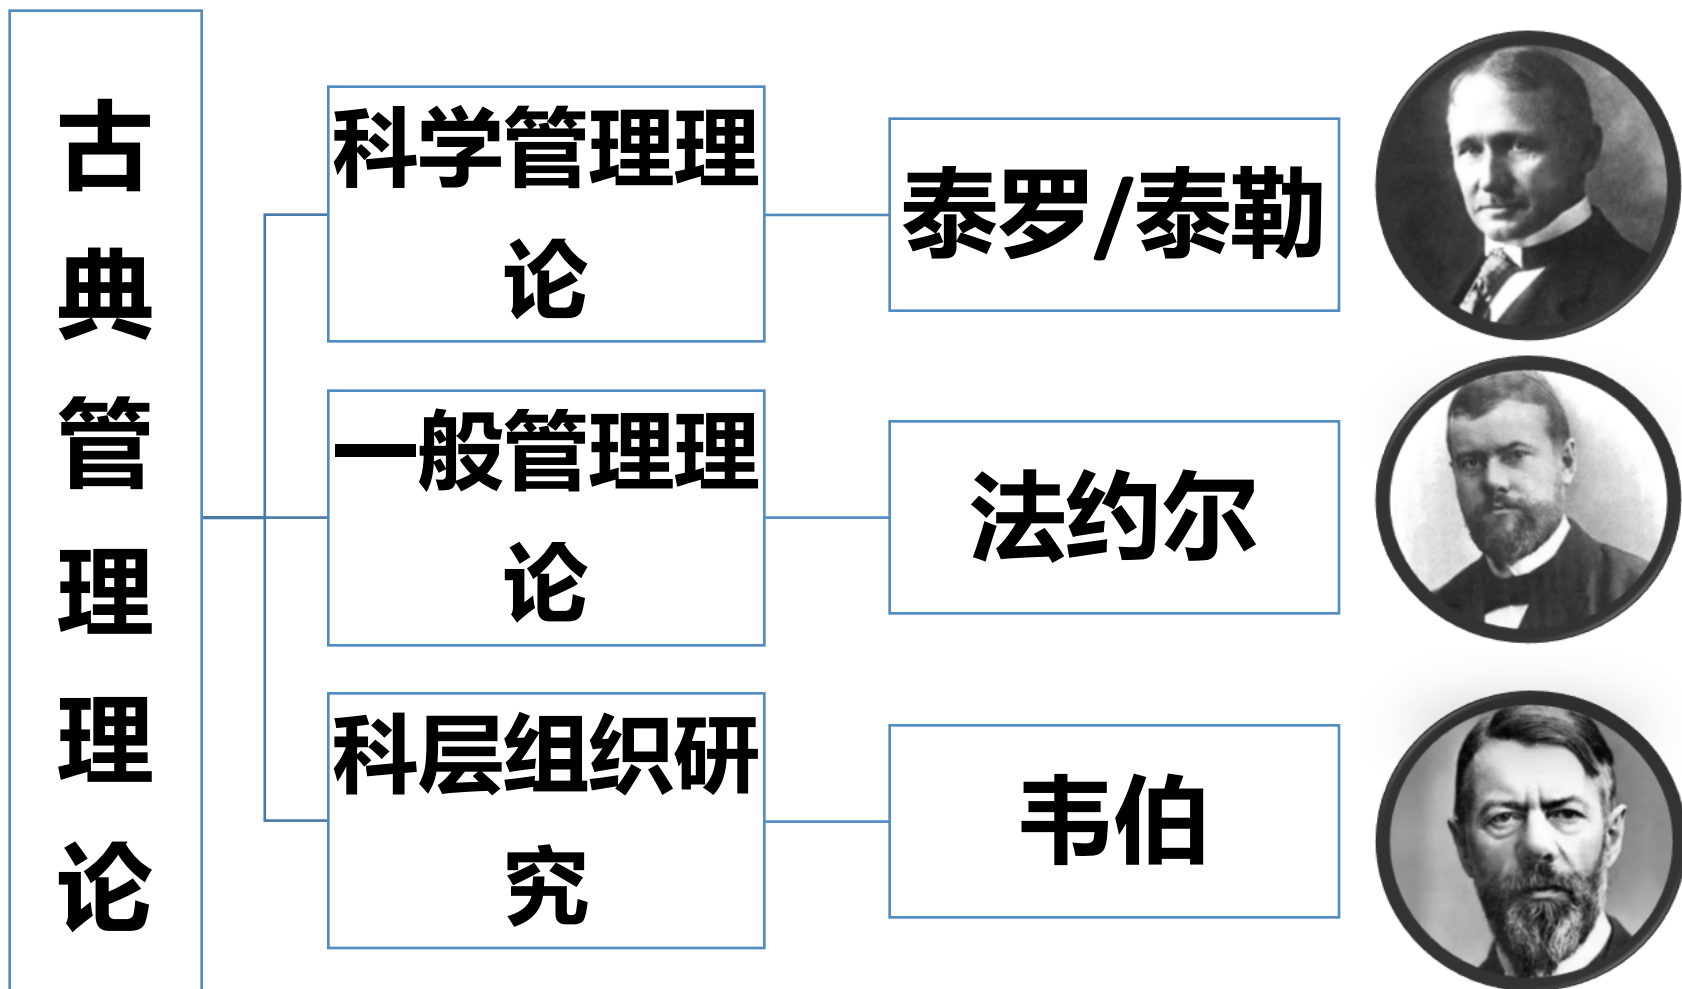 古典管理理论
科学管理理
论
泰罗/泰勒
一般管理理
论
法约尔
科层组织研
究
韦伯